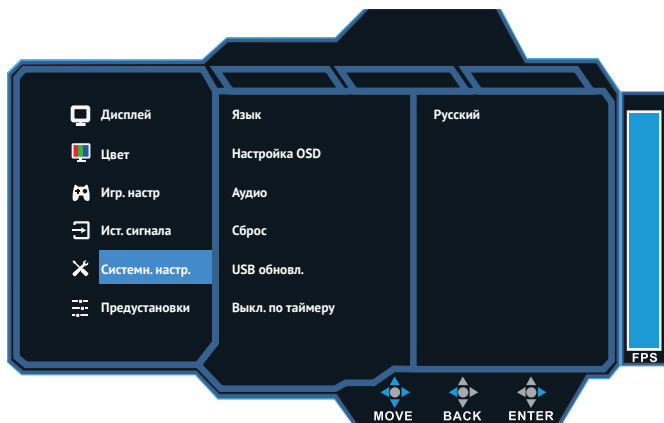 Дисплей
Цвет
Игр. настр
Ист. сигнала
Системн. настр.
Предустановки
Язык
Настройка OSD
Аудио
Сброс
USB обновл.
Выкл. по таймеру
Русский
FPS
MOVE
BACK
ENTER